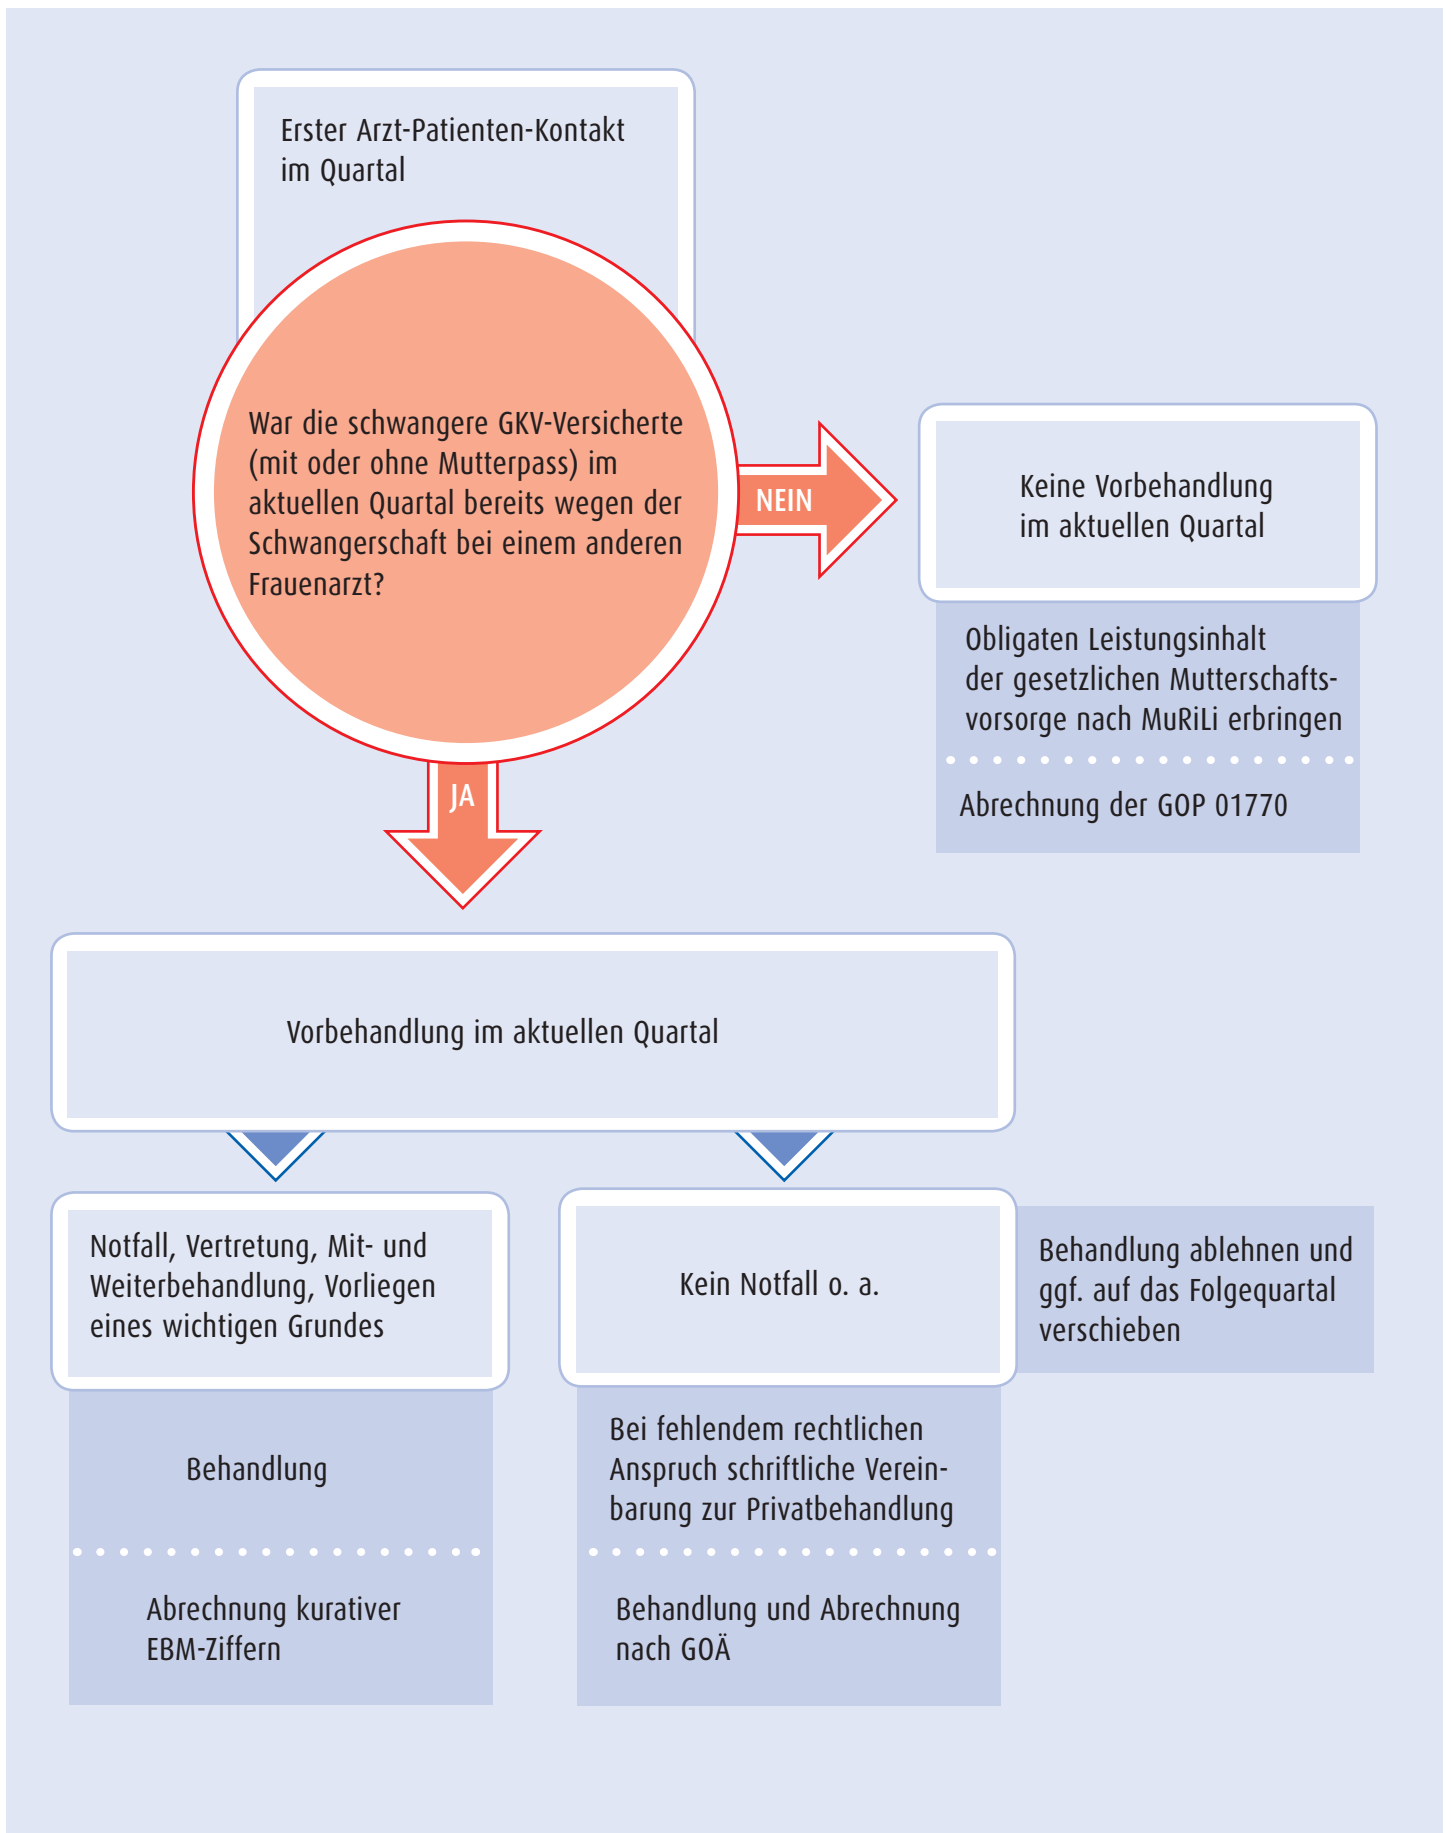 Erster Arzt-Patienten-Kontakt
im Quartal
War die schwangere GKV-Versicherte
(mit oder ohne Mutterpass) im
aktuellen Quartal bereits wegen der
Schwangerschaft bei einem anderen
Frauenarzt?
NEIN
Keine Vorbehandlung
im aktuellen Quartal
Obligaten Leistungsinhalt
der gesetzlichen Mutterschafts-
vorsorge nach MuRiLi erbringen
Abrechnung der GOP 01770
JA
Vorbehandlung im aktuellen Quartal
Notfall, Vertretung, Mit- und
Weiterbehandlung, Vorliegen
eines wichtigen Grundes
Behandlung
Abrechnung kurativer
EBM-Ziffern
Kein Notfall o. a.
Behandlung ablehnen und
ggf. auf das Folgequartal
verschieben
Bei fehlendem rechtlichen
Anspruch schriftliche Verein-
barung zur Privatbehandlung
Behandlung und Abrechnung
nach GOÄ